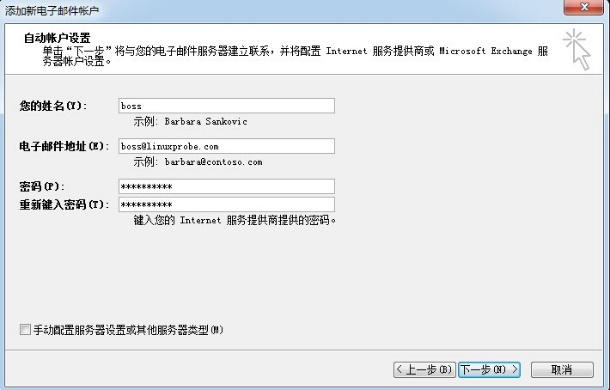 添加新电子邮件帐户
自动帐户设置
单击“下一步”将与您的电子邮件服务器建立联系，并将配置 Internet 服务提供商或 Microsoft Exchange 服
务器帐户设置。
您的姓名(Y):
boss
示例: Barbara Sankovic
电子邮件地址(E):
boss@linuxprobe.com
示例: barbara@contoso.com
密码(P):
**********
重新键入密码(T):
**********
键入您的 Internet 服务提供商提供的密码。
手动配置服务器设置或其他服务器类型(M)
< 上一步(B) 下一步(N) > 取消